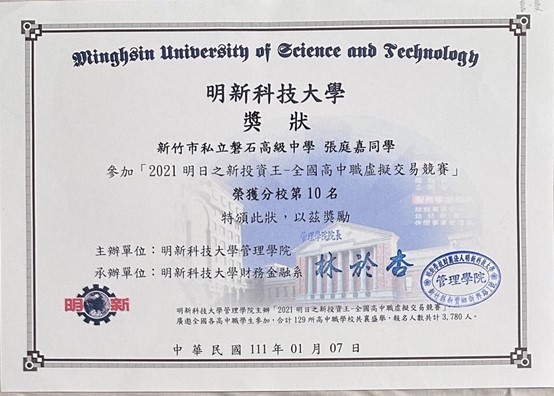 Minghsin University of Science and Technology
明新科技大學
獎 狀
新竹市私立磐石高級中學 張庭嘉同學
參加「2021 明日之新投資王-全國高中職虛擬交易競賽」
榮獲分校第 10 名
特頒此狀，以茲獎勵
管理學院院長
林於杏
主辦單位：明新科技大學管理學院
承辦單位：明新科技大學財務金融系
管理學院
明新
明新科技大學管理學院主辦「2021 明日之新投資王-全國高中職虛擬交易競賽」
廣邀全國各高中職學生參加，合計 129 所高中職學校共襄盛舉，報名人數共計 3,780 人。
中 華 民 國 111 年 01 月 07 日